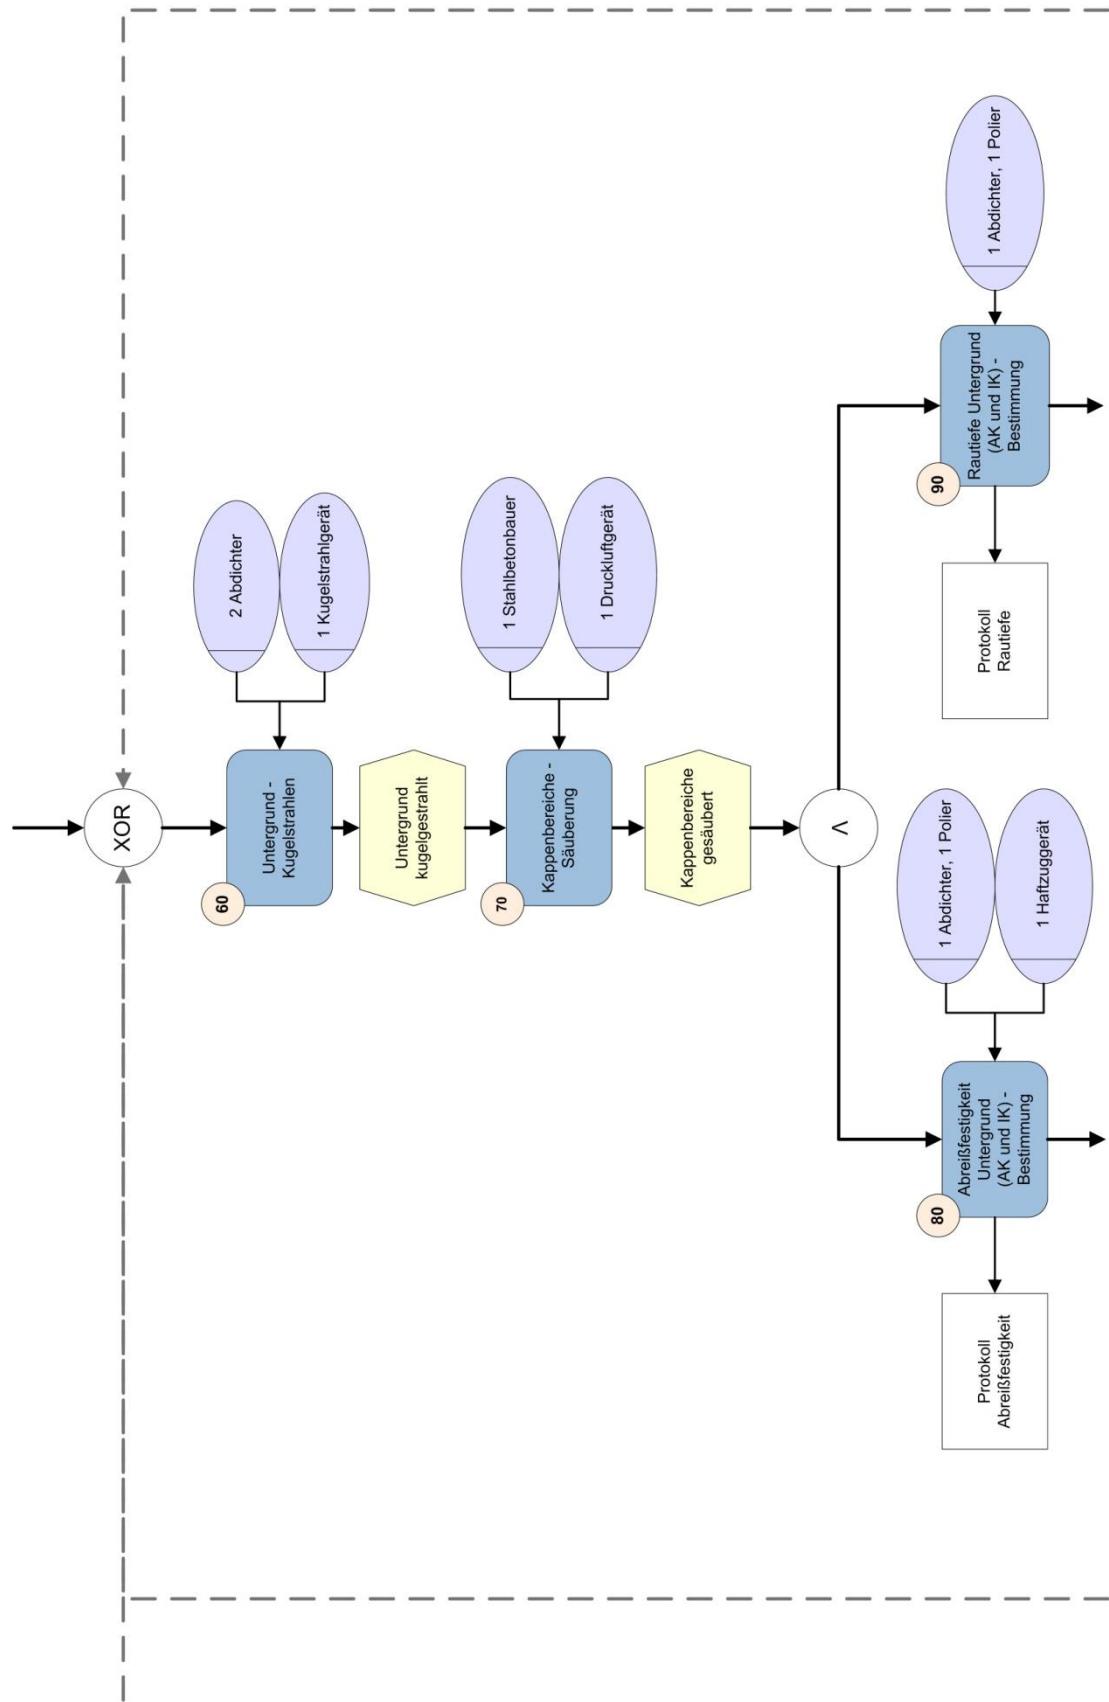 XOR
60
Untergrund -
Kugelstrahlen
2 Abdichter
1 Kugelstrahlgerät
Untergrund
kugelgestrahlt
70
Kappenbereiche -
Säuberung
1 Stahlbetonbauer
1 Druckluftgerät
Kappenbereiche
gesäubert
V
80
Abreißfestigkeit
Untergrund
(AK und IK) -
Bestimmung
1 Abdichter, 1 Polier
1 Haftzuggerät
Protokoll
Abreißfestigkeit
90
Rautiefe Untergrund
(AK und IK) -
Bestimmung
1 Abdichter, 1 Polier
Protokoll
Rautiefe